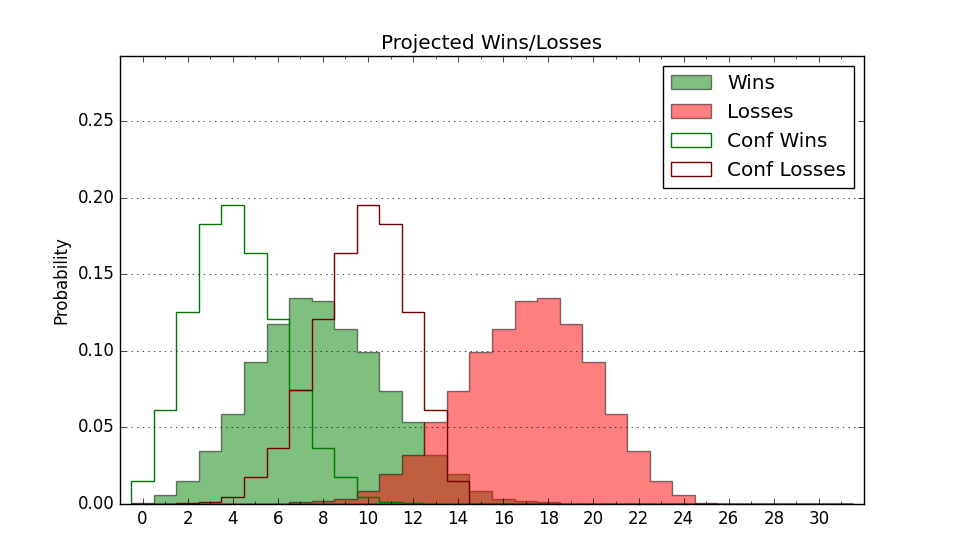 Projected Wins/Losses
Wins
Losses
Conf Wins
Conf Losses
Probability
0.25
0.20
0.15
0.10
0.05
0.00
0 2 4 6 8 10 12 14 16 18 20 22 24 26 28 30